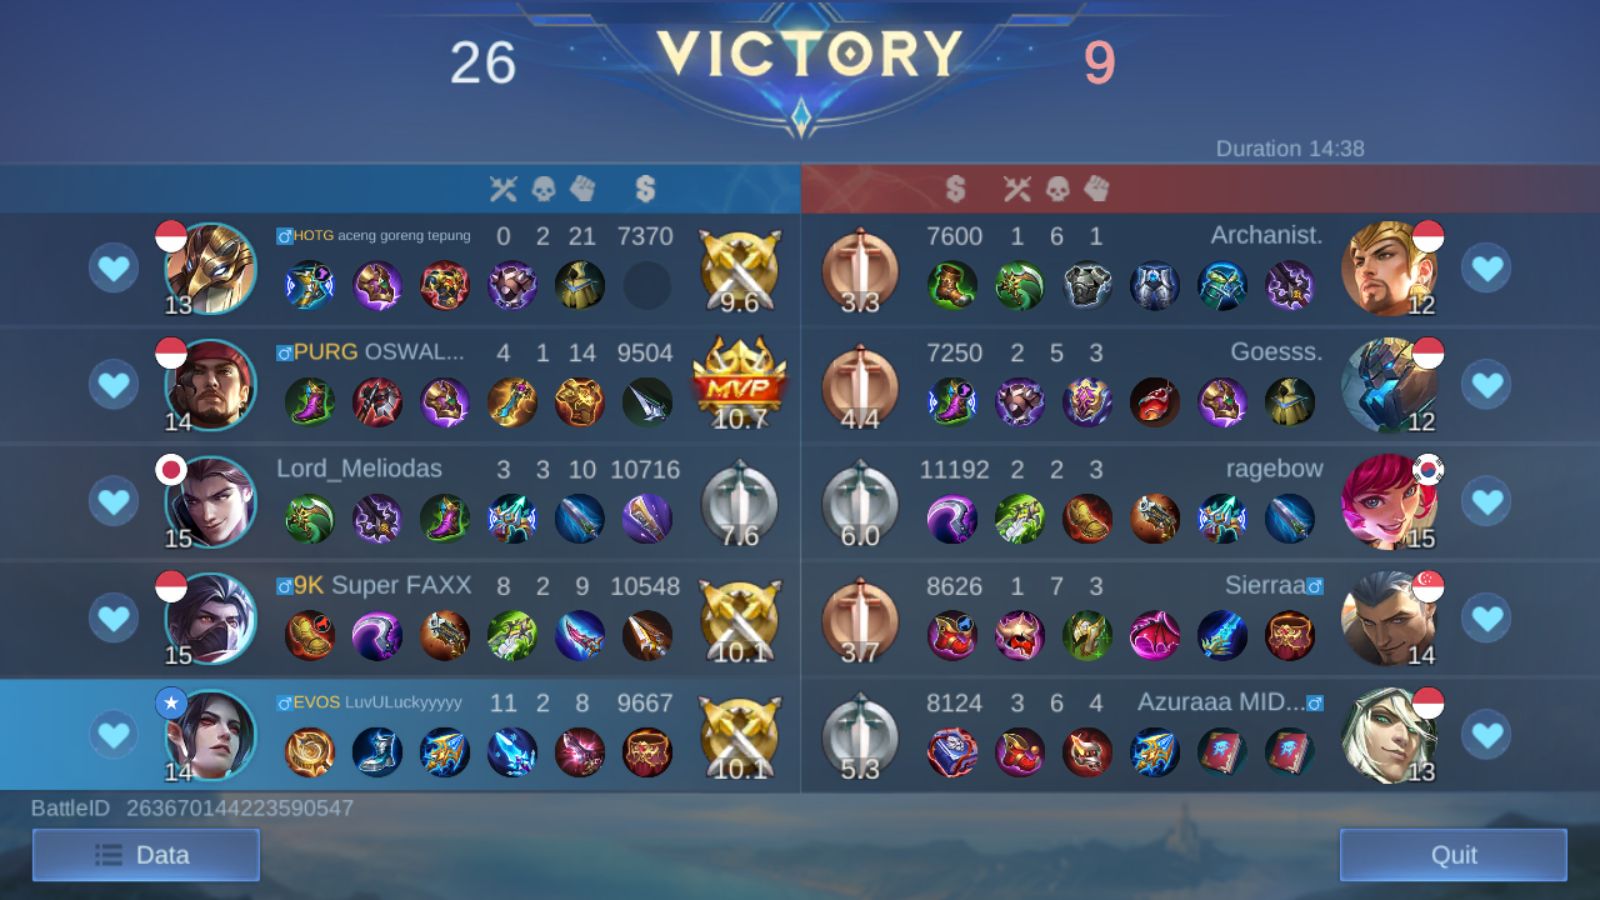 26 VICTORY 9
Duration 14:38
HOTG aceng goreng tepung 0 2 21 7370
13 9.6
7600 1 6 1 Archanist.
3.3 12
PURG OSWAL... 4 1 14 9504
14 MVP 10.7
7250 2 5 3 Goesss.
4.4 12
Lord_Meliodas 3 3 10 10716
15 7.6
11192 2 2 3 ragebow
6.0 15
9K Super FAXX 8 2 9 10548
15 10.1
8626 1 7 3 Sierraa
3.7 14
EVOS LuvULuckyyyyy 11 2 8 9667
14 10.1
8124 3 6 4 Azuraaa MID...
5.3 13
BattleID 263670144223590547
Data
Quit